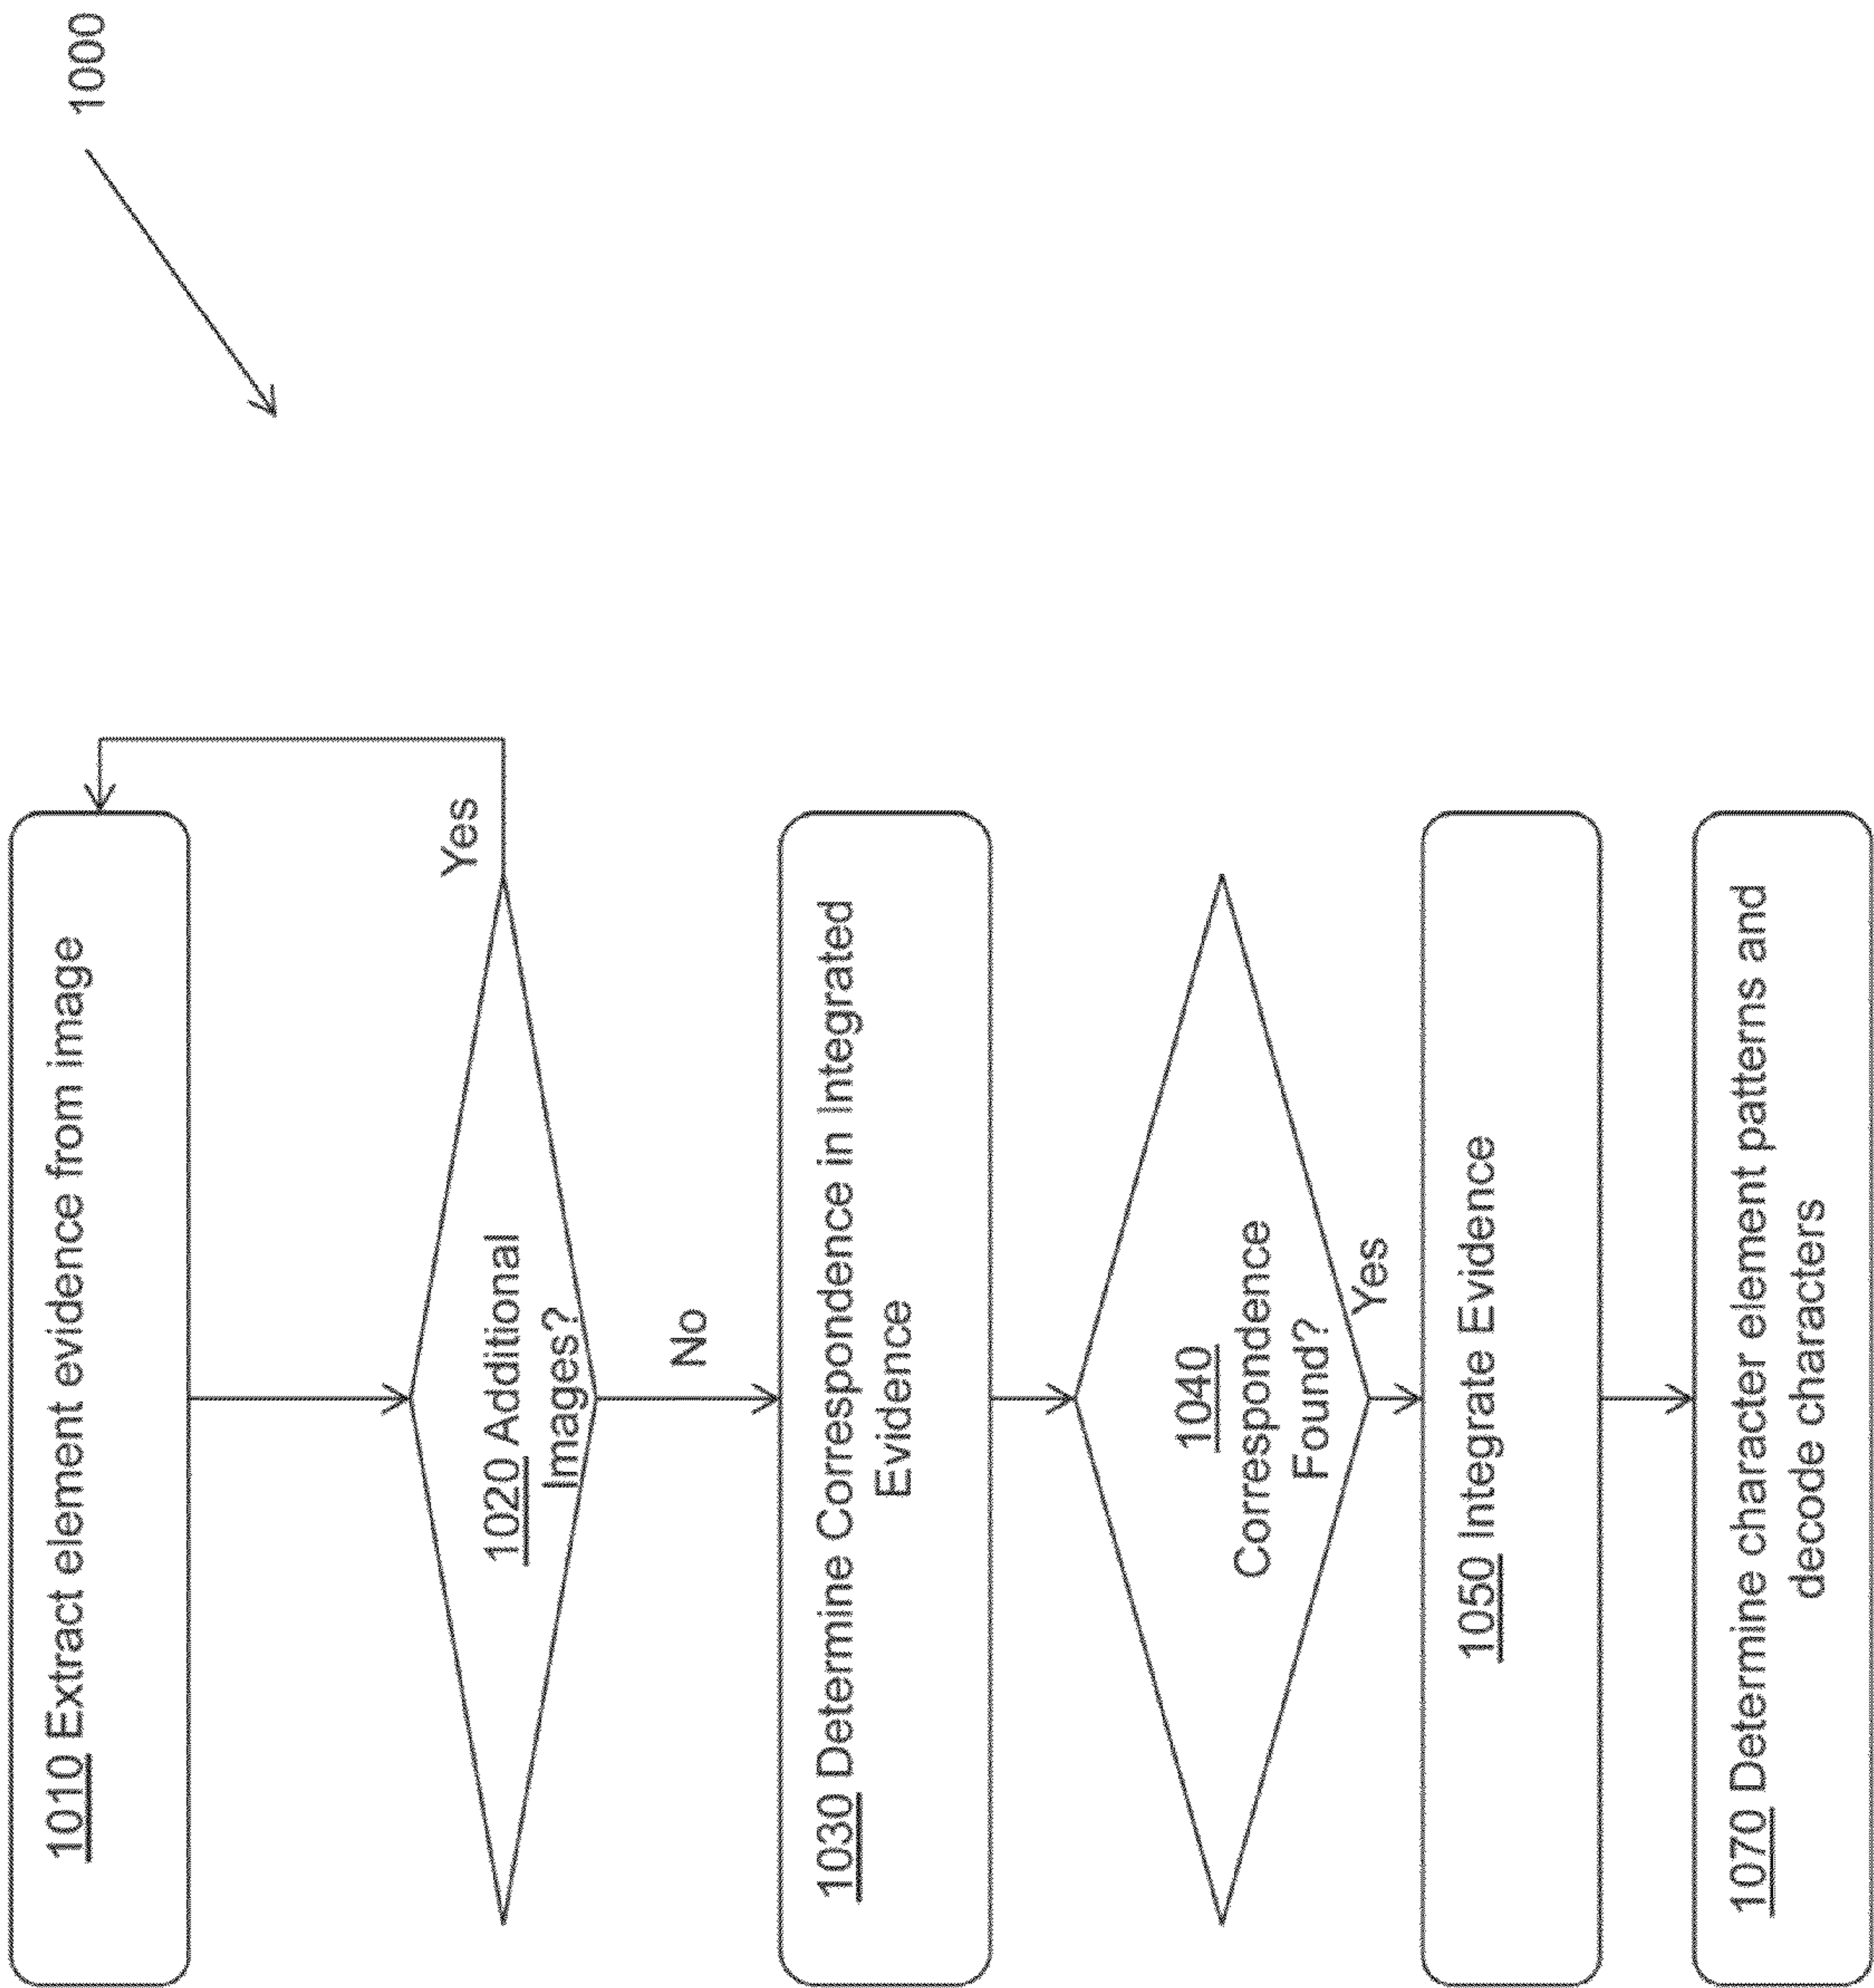 1000
1010 Extract element evidence from image
Yes
1020 Additional
Images?
No
1030 Determine Correspondence in Integrated
Evidence
1040
Correspondence
Found?
Yes
1050 Integrate Evidence
1070 Determine character element patterns and
decode characters